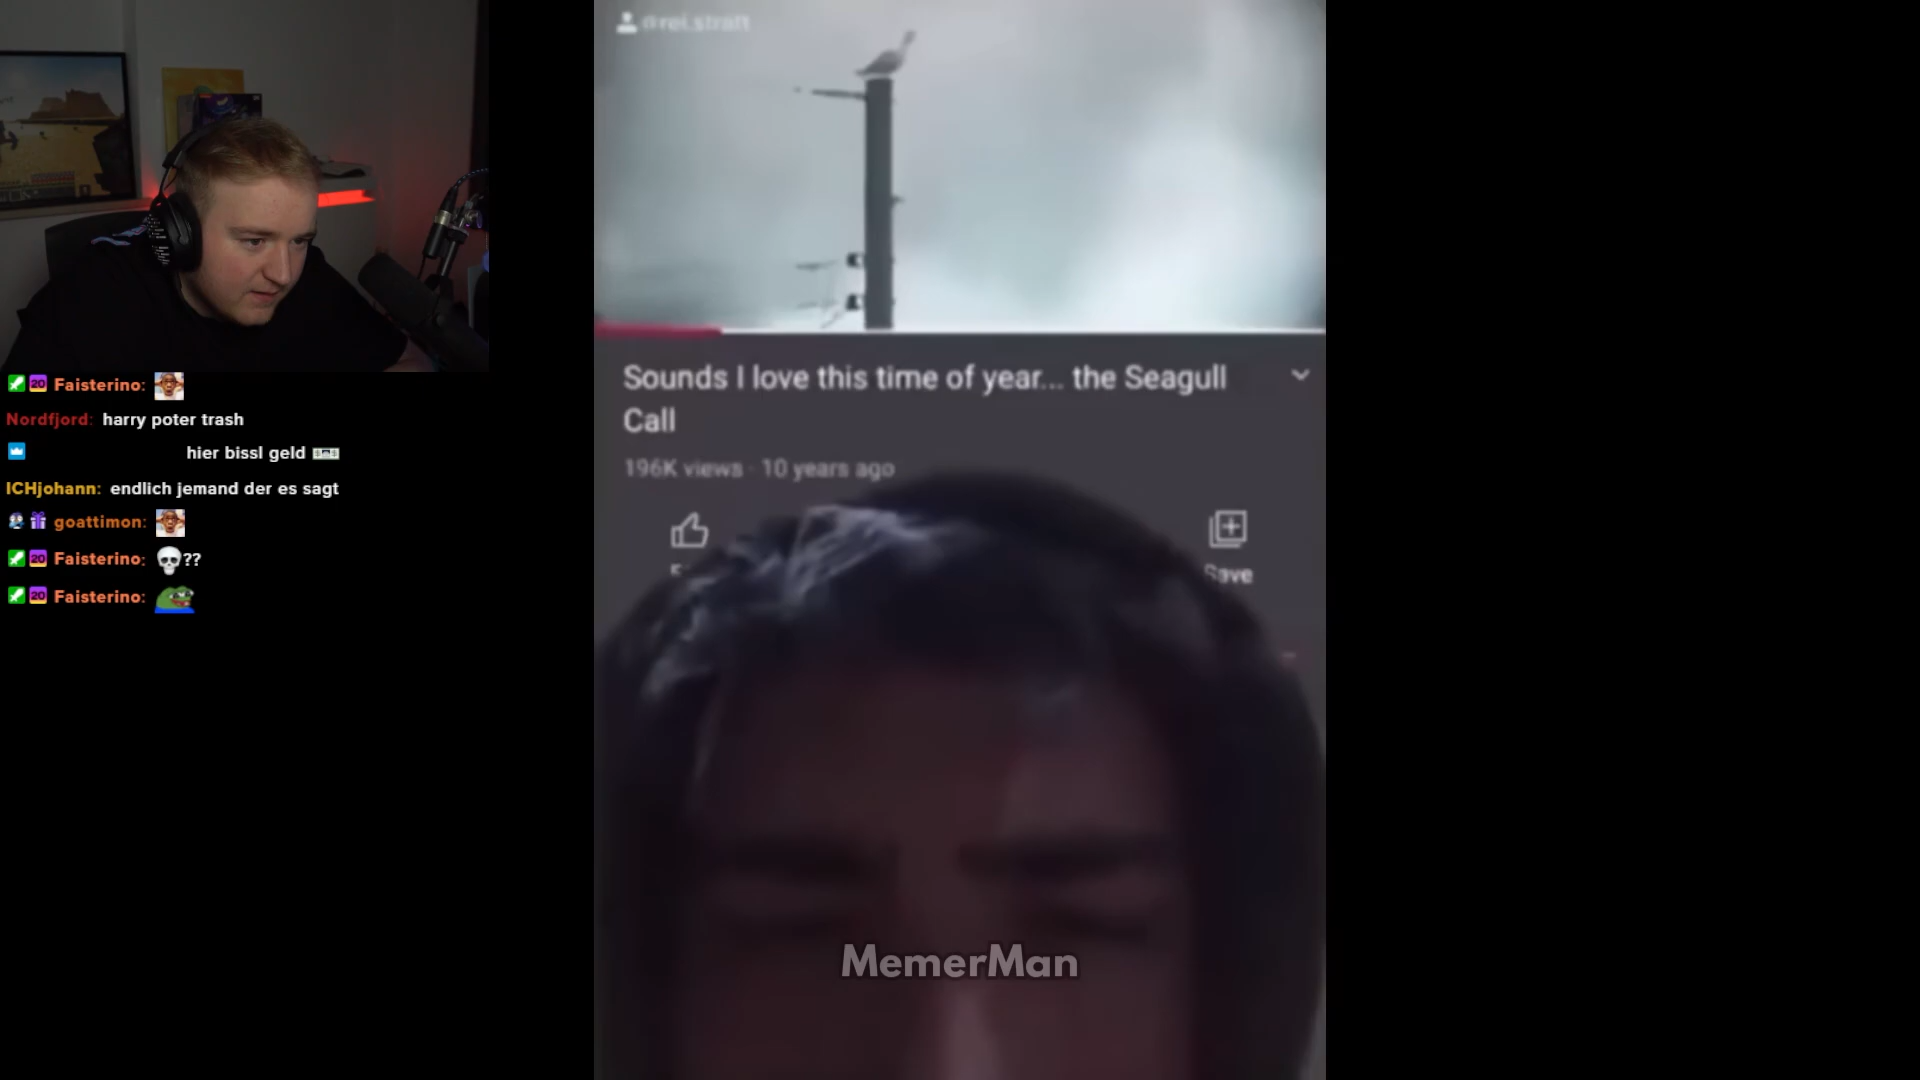 Faisterino:
Nordfjord: harry poter trash
hier bissl geld
ICHjohann: endlich jemand der es sagt
goattimon:
Faisterino: ??
Faisterino:
Sounds I love this time of year... the Seagull
Call
196K views · 10 years ago
Save
MemerMan